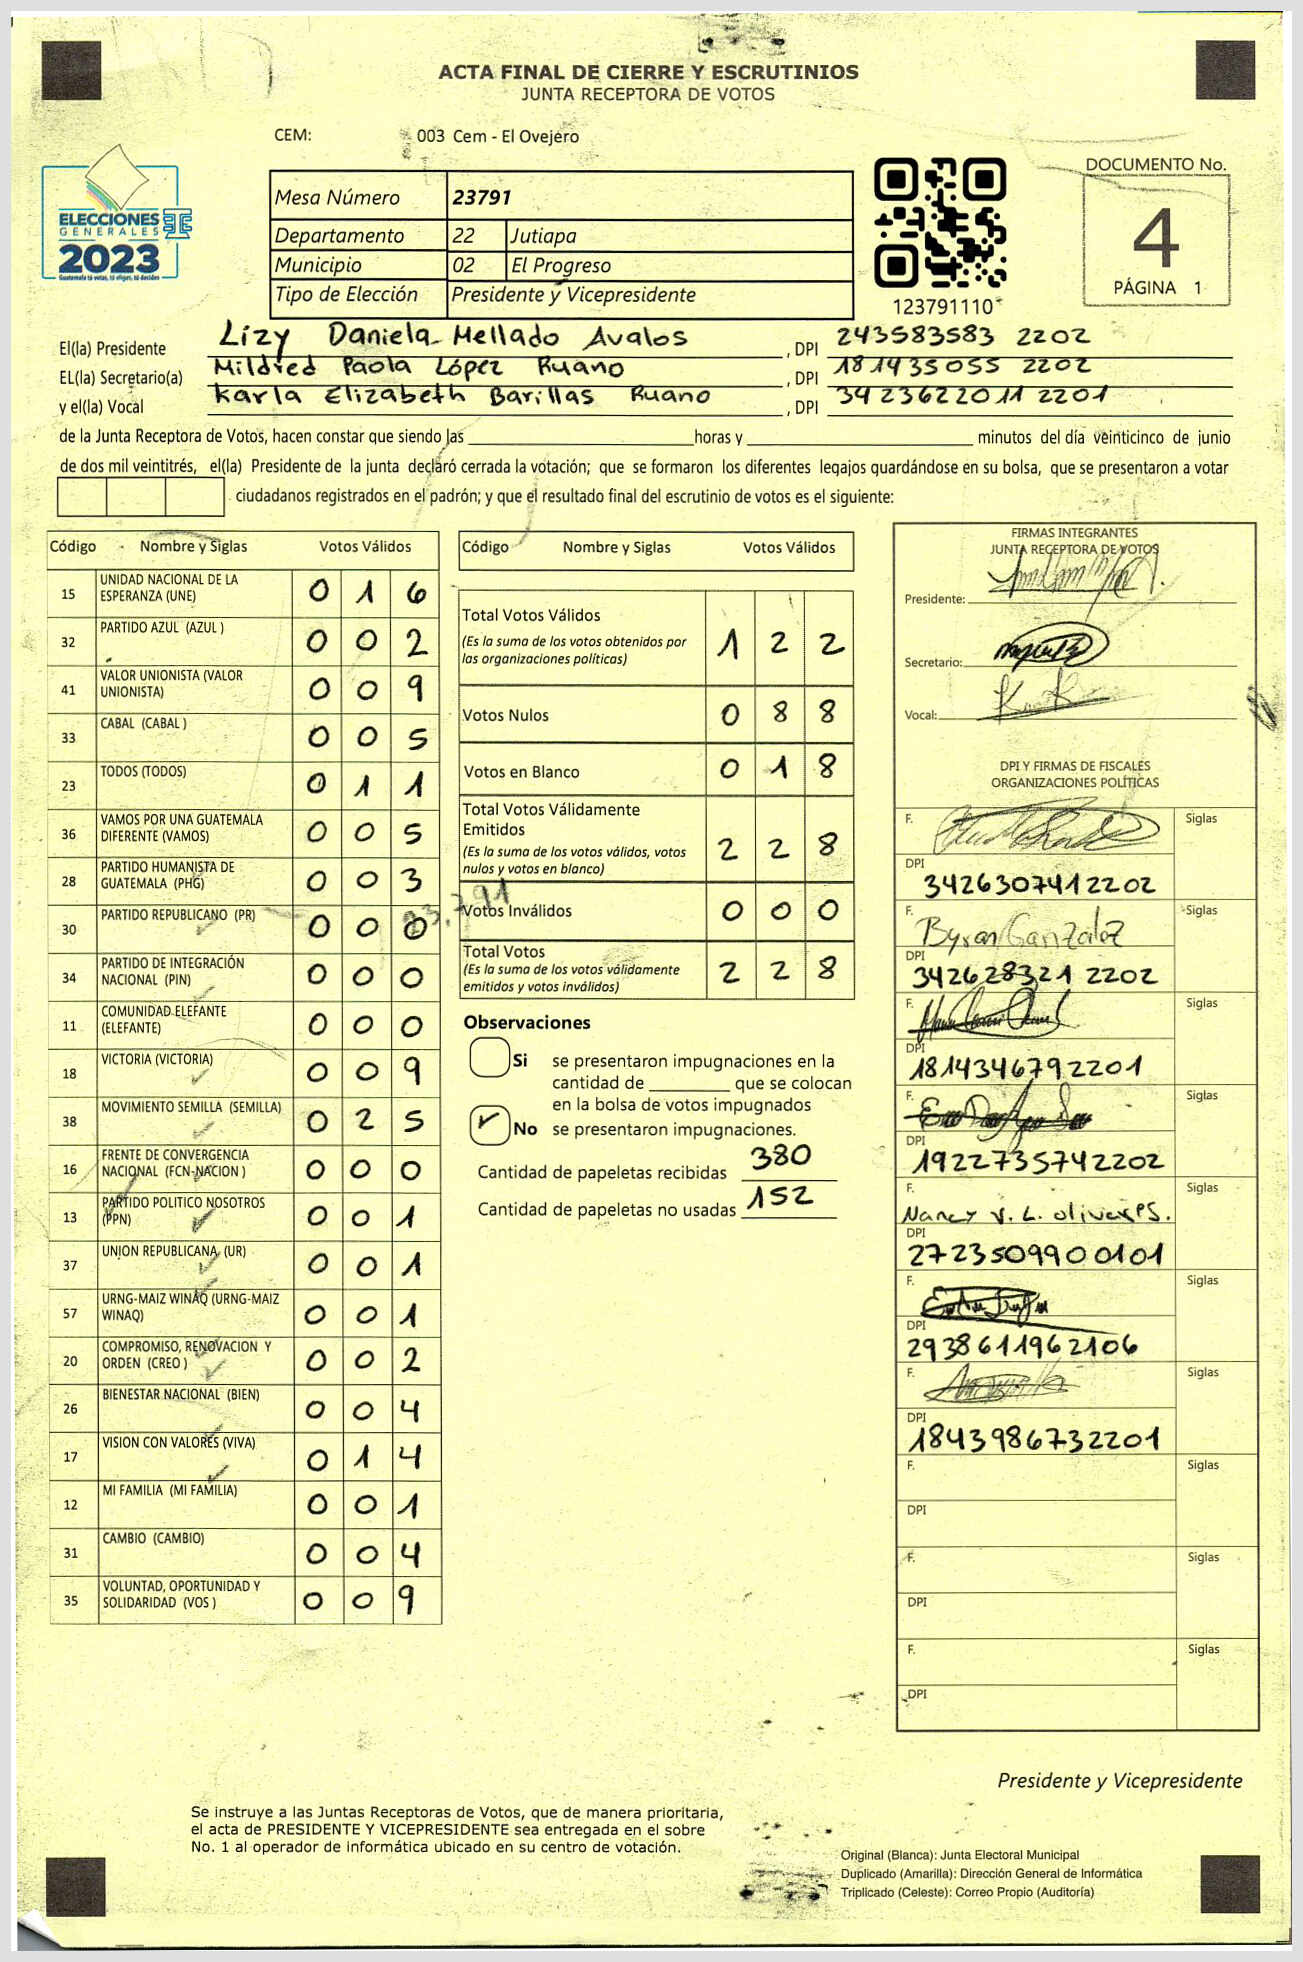 ACTA FINAL DE CIERRE Y ESCRUTINIOS
JUNTA RECEPTORA DE VOTOS
CEM: 003 Cem - El Ovejero
DOCUMENTO No.
4
PÁGINA 1
ELECCIONES
GENERALES
2023
Guatemala tú votas, tú eliges, tú decides
Mesa Número 23791
Departamento 22 Jutiapa
Municipio 02 El Progreso
Tipo de Elección Presidente y Vicepresidente
123791110
El(la) Presidente Lizy Daniela Mellado Avalos , DPI 243583583 2202
EL(la) Secretario(a) Mildred Paola López Ruano , DPI 181435055 2202
y el(la) Vocal Karla Elizabeth Barillas Ruano , DPI 3423622011 2201
de la Junta Receptora de Votos, hacen constar que siendo las horas y minutos del día veinticinco de junio
de dos mil veintitrés, el(la) Presidente de la junta declaró cerrada la votación; que se formaron los diferentes legajos guardándose en su bolsa, que se presentaron a votar
ciudadanos registrados en el padrón; y que el resultado final del escrutinio de votos es el siguiente:
Código Nombre y Siglas Votos Válidos
15 UNIDAD NACIONAL DE LA ESPERANZA (UNE) 0 1 6
32 PARTIDO AZUL (AZUL ) 0 0 2
41 VALOR UNIONISTA (VALOR UNIONISTA) 0 0 9
33 CABAL (CABAL ) 0 0 5
23 TODOS (TODOS) 0 1 1
36 VAMOS POR UNA GUATEMALA DIFERENTE (VAMOS) 0 0 5
28 PARTIDO HUMANISTA DE GUATEMALA (PHG) 0 0 3
30 PARTIDO REPUBLICANO (PR) 0 0 0
34 PARTIDO DE INTEGRACIÓN NACIONAL (PIN) 0 0 0
11 COMUNIDAD ELEFANTE (ELEFANTE) 0 0 0
18 VICTORIA (VICTORIA) 0 0 9
38 MOVIMIENTO SEMILLA (SEMILLA) 0 2 5
16 FRENTE DE CONVERGENCIA NACIONAL (FCN-NACION ) 0 0 0
13 PARTIDO POLITICO NOSOTROS (PPN) 0 0 1
37 UNION REPUBLICANA (UR) 0 0 1
57 URNG-MAIZ WINAQ (URNG-MAIZ WINAQ) 0 0 1
20 COMPROMISO, RENOVACION Y ORDEN (CREO ) 0 0 2
26 BIENESTAR NACIONAL (BIEN) 0 0 4
17 VISION CON VALORES (VIVA) 0 1 4
12 MI FAMILIA (MI FAMILIA) 0 0 1
31 CAMBIO (CAMBIO) 0 0 4
35 VOLUNTAD, OPORTUNIDAD Y SOLIDARIDAD (VOS ) 0 0 9
23,791
Código Nombre y Siglas Votos Válidos
Total Votos Válidos 1 2 2
(Es la suma de los votos obtenidos por
las organizaciones políticas)
Votos Nulos 0 8 8
Votos en Blanco 0 1 8
Total Votos Válidamente
Emitidos 2 2 8
(Es la suma de los votos válidos, votos
nulos y votos en blanco)
Votos Inválidos 0 0 0
Total Votos 2 2 8
(Es la suma de los votos válidamente
emitidos y votos inválidos)
Observaciones
Si se presentaron impugnaciones en la
cantidad de que se colocan
en la bolsa de votos impugnados
No se presentaron impugnaciones.
Cantidad de papeletas recibidas 380
Cantidad de papeletas no usadas 152
FIRMAS INTEGRANTES
JUNTA RECEPTORA DE VOTOS
Presidente:
Secretario:
Vocal:
DPI Y FIRMAS DE FISCALES
ORGANIZACIONES POLÍTICAS
F. Siglas
DPI
3426307412202
F. Byron Gonzalez Siglas
DPI
342628321 2202
F. Siglas
DPI
1814346792201
F. Siglas
DPI
1922735742202
F. Siglas
Nancy V. L. olivares.
DPI
2723509900101
F. Siglas
DPI
2938611962106
F. Siglas
DPI
1843986732201
F. Siglas
DPI
F. Siglas
DPI
F. Siglas
DPI
Presidente y Vicepresidente
Se instruye a las Juntas Receptoras de Votos, que de manera prioritaria,
el acta de PRESIDENTE Y VICEPRESIDENTE sea entregada en el sobre
No. 1 al operador de informática ubicado en su centro de votación.
Original (Blanca): Junta Electoral Municipal
Duplicado (Amarilla): Dirección General de Informática
Triplicado (Celeste): Correo Propio (Auditoría)